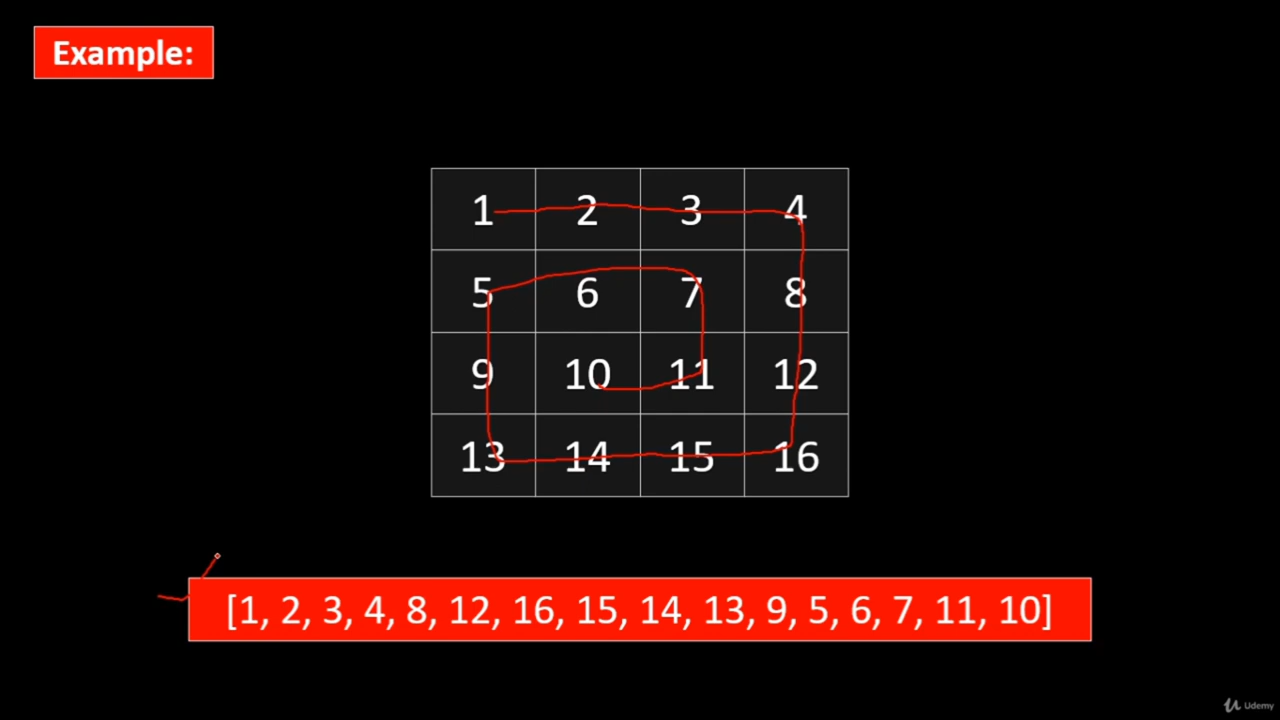 Example:
1 2 3 4
5 6 7 8
9 10 11 12
13 14 15 16
[1, 2, 3, 4, 8, 12, 16, 15, 14, 13, 9, 5, 6, 7, 11, 10]
Udemy